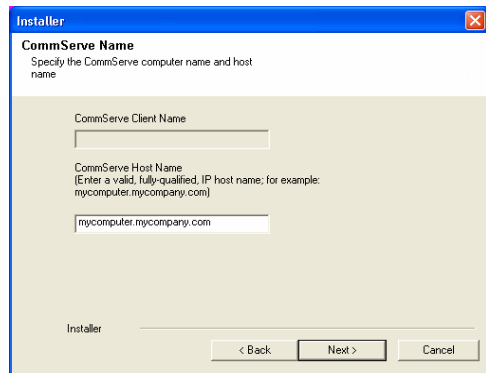 Installer
CommServe Name
Specify the CommServe computer name and host
name
CommServe Client Name
CommServe Host Name
(Enter a valid, fully-qualified, IP host name; for example:
mycomputer.mycompany.com)
mycomputer.mycompany.com
Installer
< Back Next > Cancel